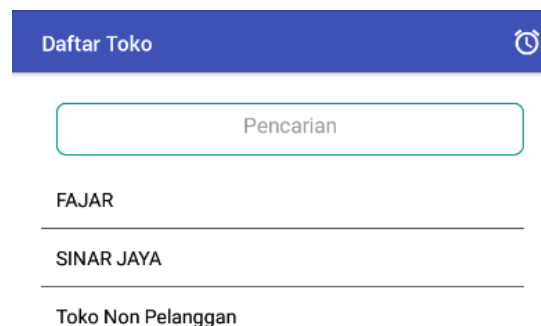 Daftar Toko
Pencarian
FAJAR
SINAR JAYA
Toko Non Pelanggan